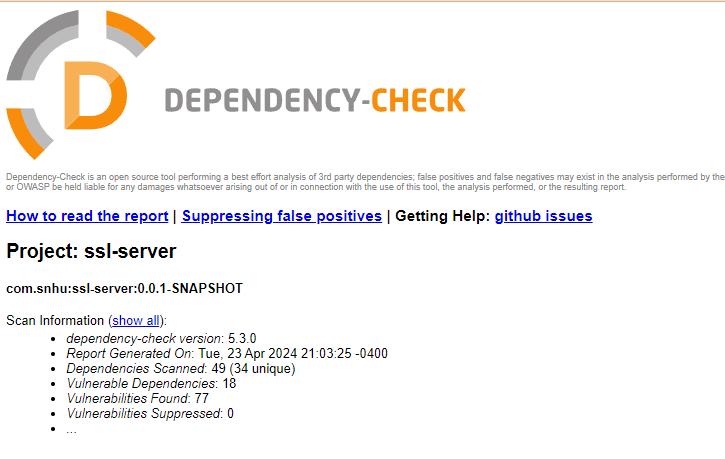 D
DEPENDENCY-CHECK
Dependency-Check is an open source tool performing a best effort analysis of 3rd party dependencies; false positives and false negatives may exist in the analysis performed by the
or OWASP be held liable for any damages whatsoever arising out of or in connection with the use of this tool, the analysis performed, or the resulting report.
How to read the report | Suppressing false positives | Getting Help: github issues
Project: ssl-server
com.snhu:ssl-server:0.0.1-SNAPSHOT
Scan Information (show all):
• dependency-check version: 5.3.0
• Report Generated On: Tue, 23 Apr 2024 21:03:25 -0400
• Dependencies Scanned: 49 (34 unique)
• Vulnerable Dependencies: 18
• Vulnerabilities Found: 77
• Vulnerabilities Suppressed: 0
• ...